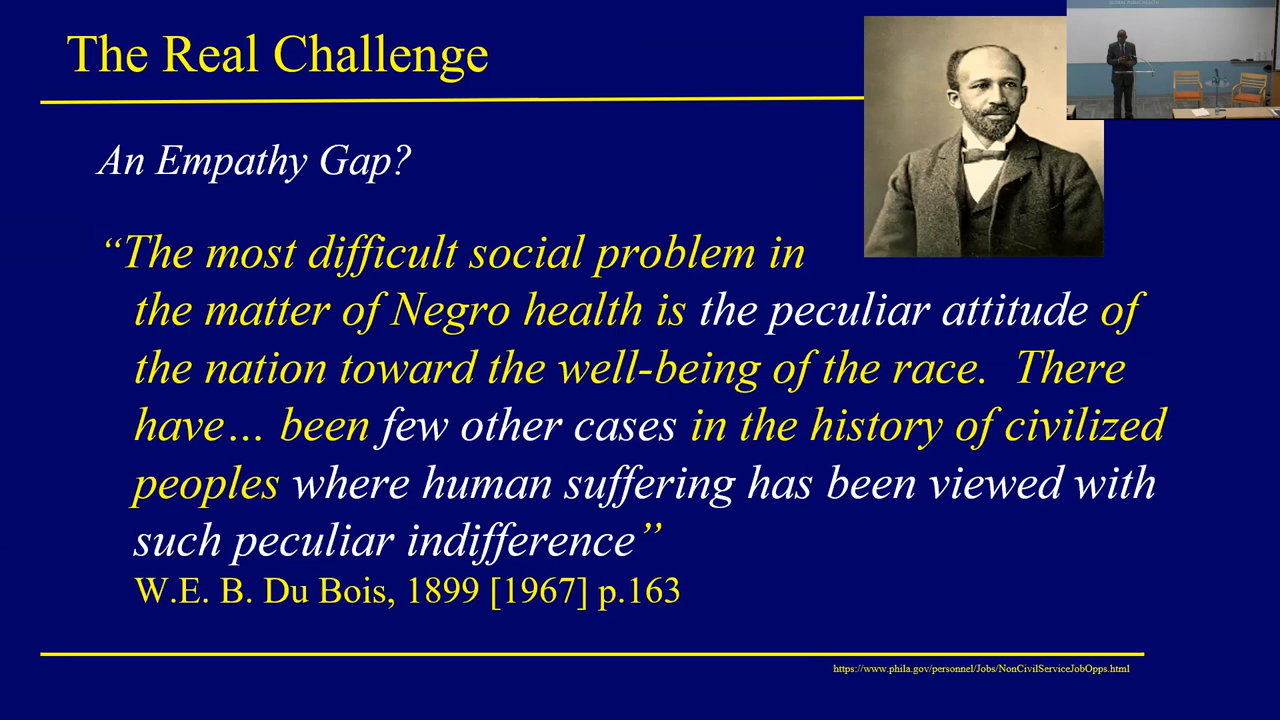 The Real Challenge
An Empathy Gap?
“The most difficult social problem in
the matter of Negro health is the peculiar attitude of
the nation toward the well-being of the race.  There
have… been few other cases in the history of civilized
peoples where human suffering has been viewed with
such peculiar indifference”
W.E. B. Du Bois, 1899 [1967] p.163
https://www.phila.gov/personnel/Jobs/NonCivilServiceJobOpps.html